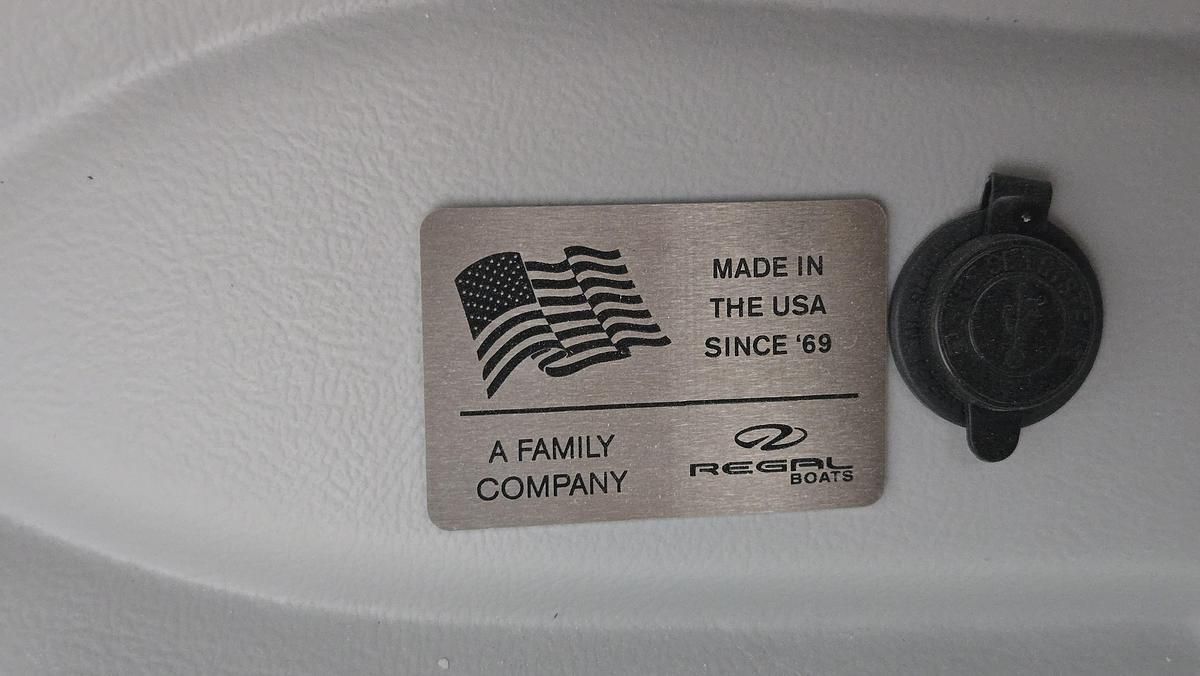 MADE IN
THE USA
SINCE ‘69
A FAMILY
COMPANY
REGAL
BOATS